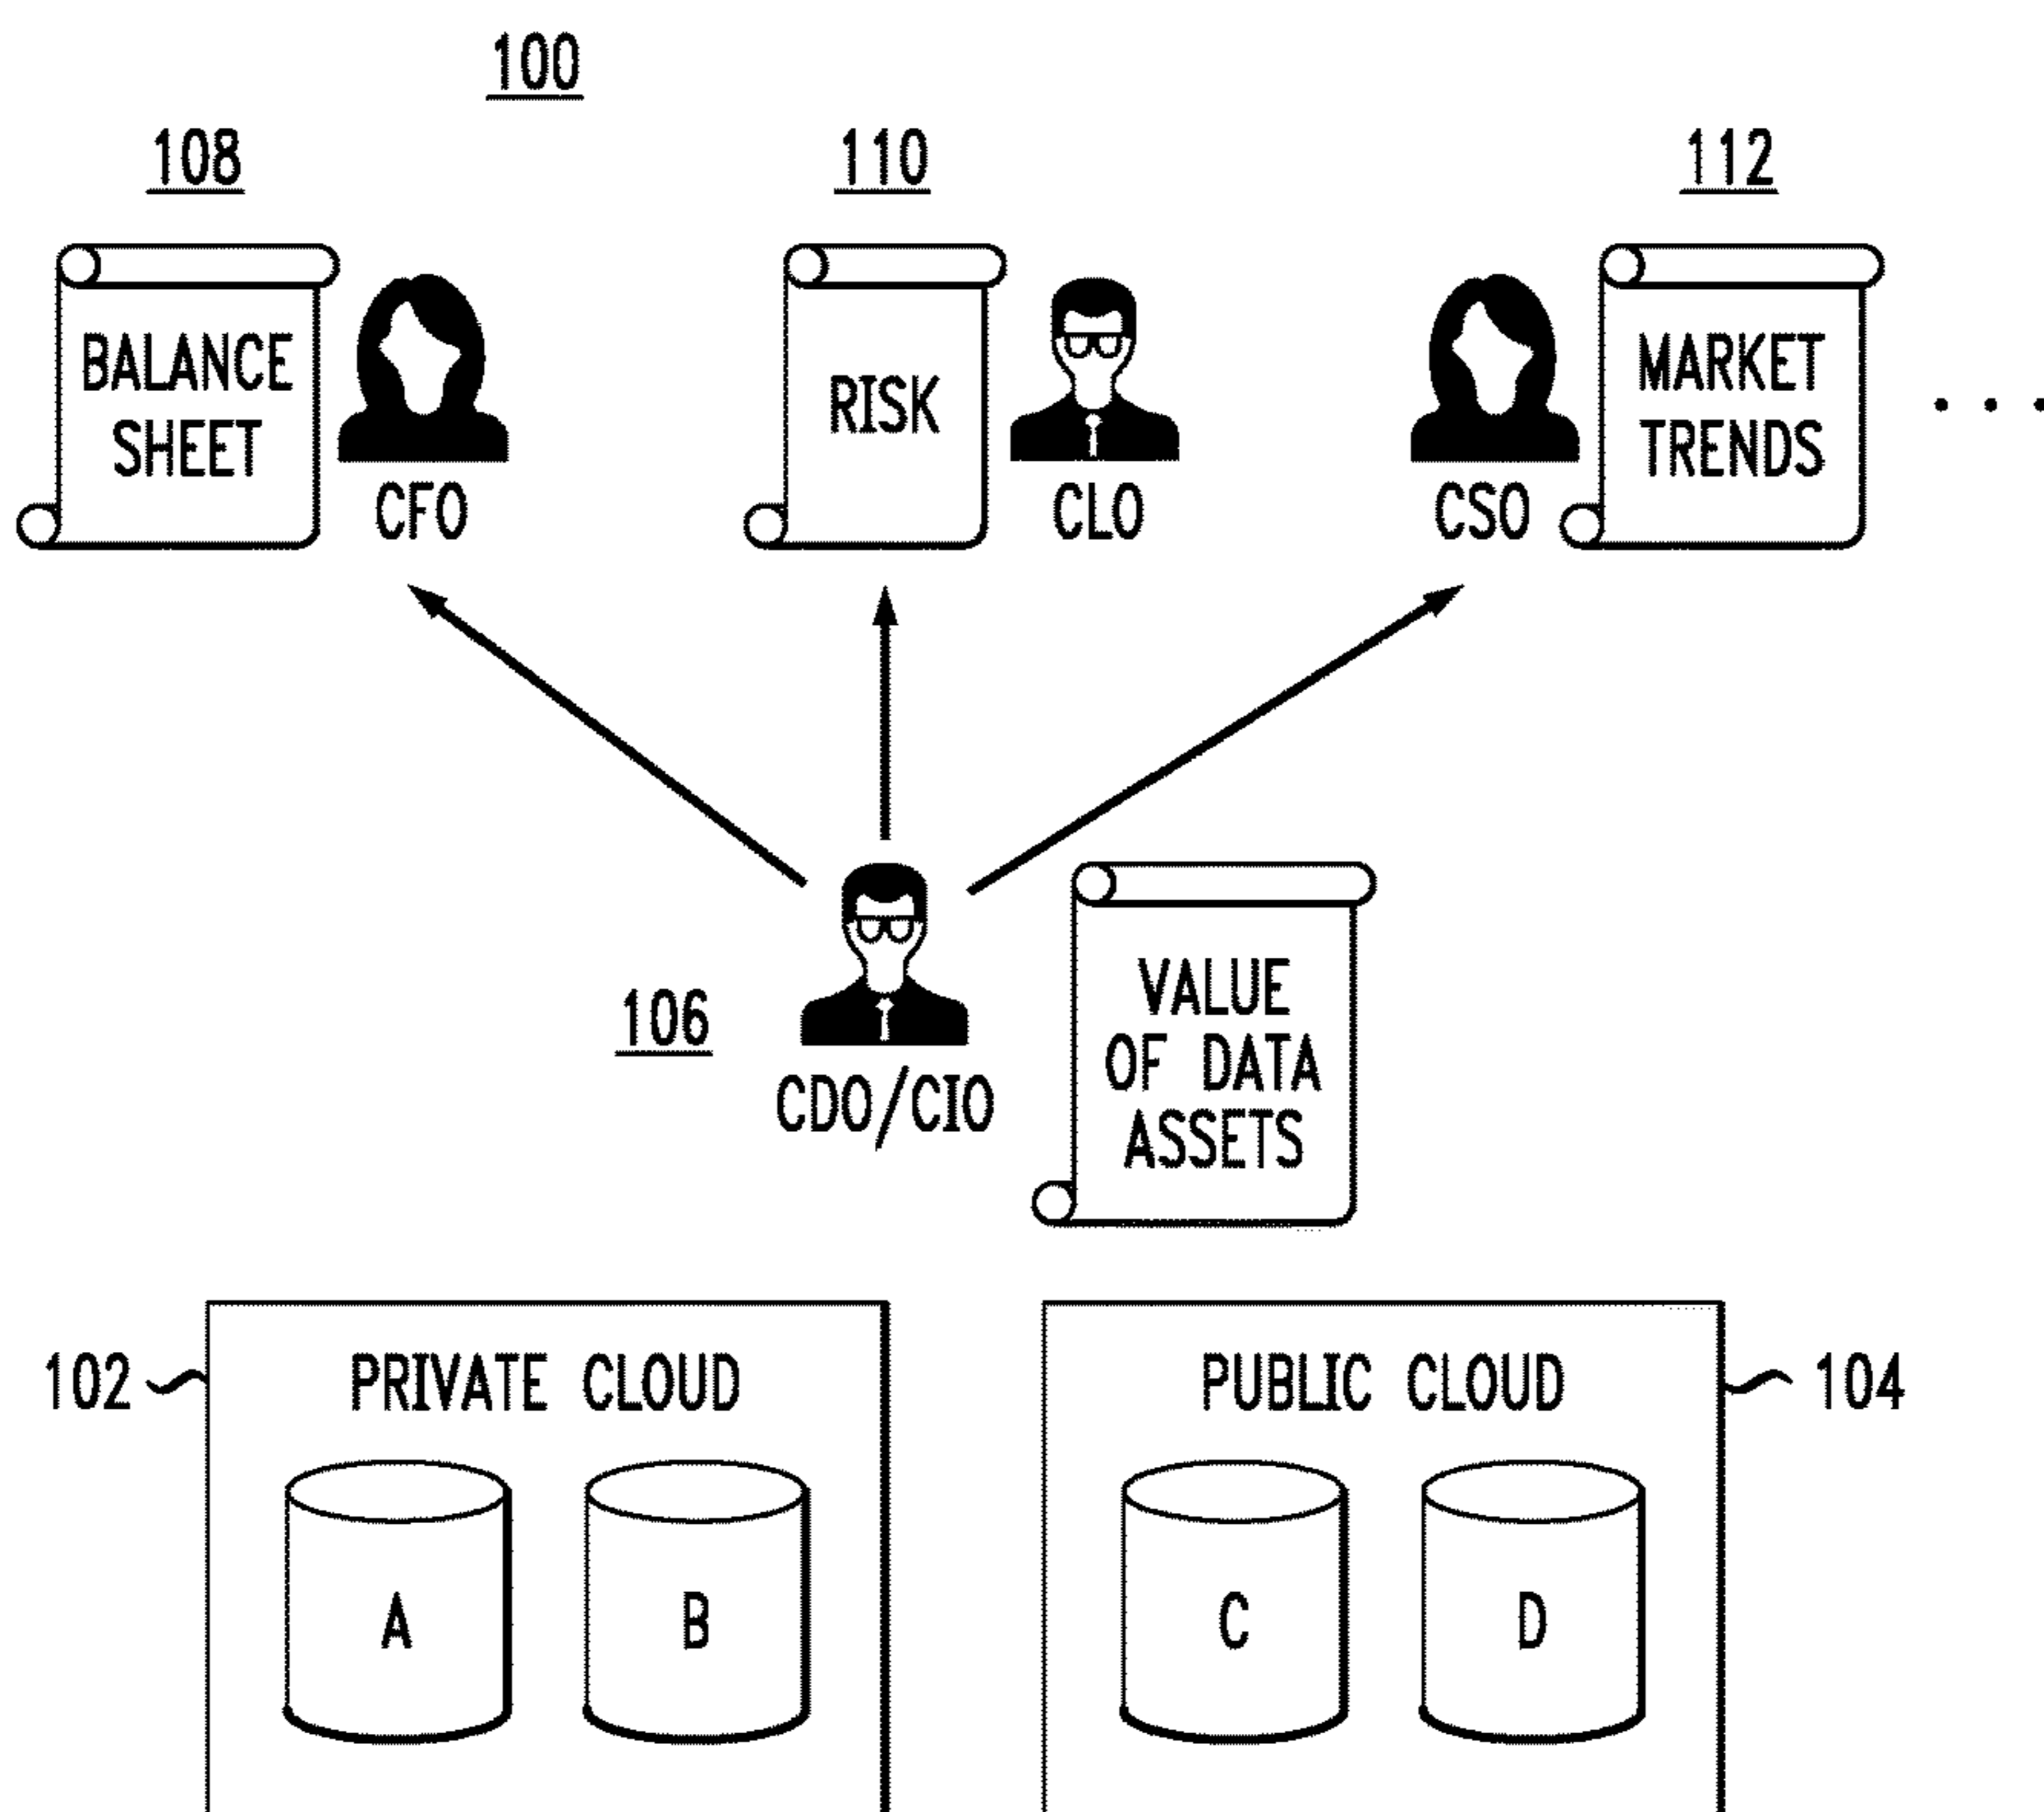 100
108
110
112
BALANCE
SHEET
CFO
RISK
CLO
CSO
MARKET
TRENDS
. . .
106
CDO/CIO
VALUE
OF DATA
ASSETS
102
PRIVATE CLOUD
A
B
PUBLIC CLOUD
104
C
D